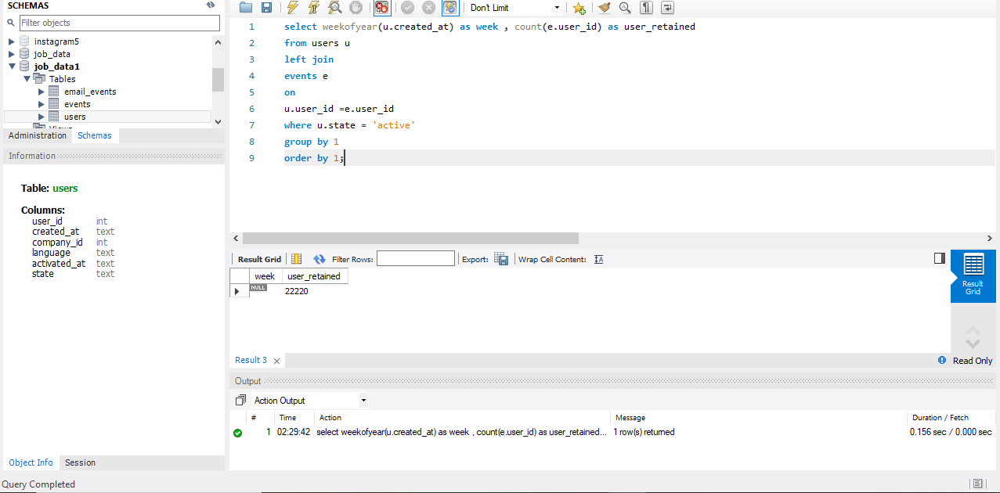 SCHEMAS
Filter objects
instagram5
job_data
job_data1
Tables
email_events
events
users
Administration Schemas
Information
Table: users
Columns:
user_id int
created_at text
company_id int
language text
activated_at text
state text
Object Info Session
Query Completed
Don't Limit
1 select weekofyear(u.created_at) as week , count(e.user_id) as user_retained
2 from users u
3 left join
4 events e
5 on
6 u.user_id =e.user_id
7 where u.state = 'active'
8 group by 1
9 order by 1;
Result Grid Filter Rows: Export: Wrap Cell Content:
week user_retained
NULL 22220
Result
Grid
Result 3
Read Only
Output
Action Output
# Time Action Message Duration / Fetch
1 02:29:42 select weekofyear(u.created_at) as week , count(e.user_id) as user_retained... 1 row(s) returned 0.156 sec / 0.000 sec